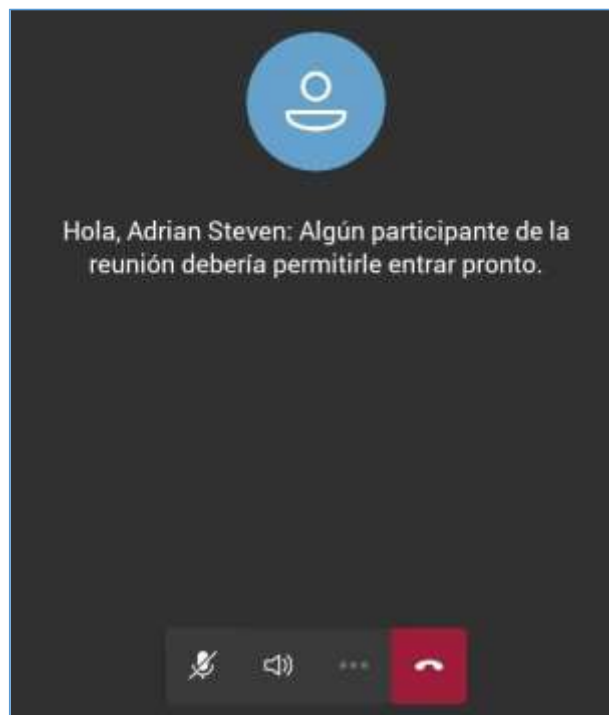 Hola, Adrian Steven: Algún participante de la
reunión debería permitirle entrar pronto.